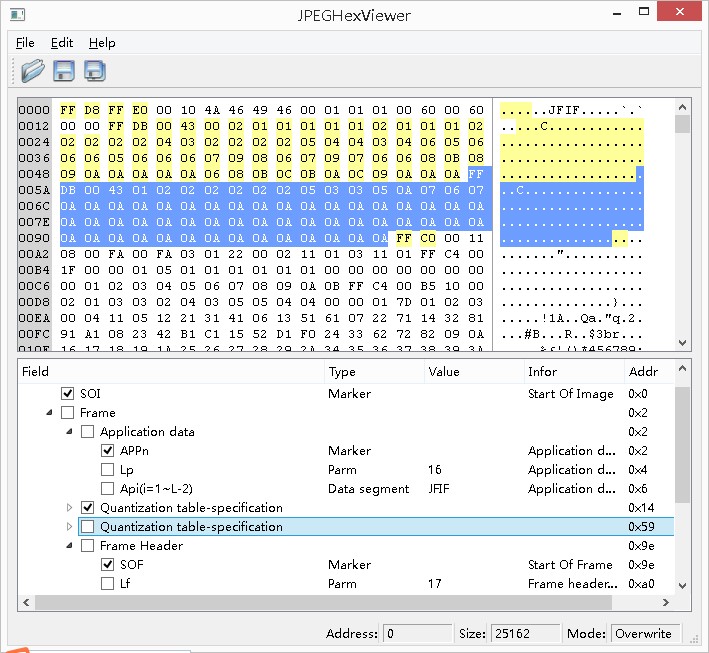 JPEGHexViewer
File Edit Help
0000 FF D8 FF E0 00 10 4A 46 49 46 00 01 01 01 00 60 00 60 ......JFIF.....`.`
0012 00 00 FF DB 00 43 00 02 01 01 01 01 01 02 01 01 01 02 .....C............
0024 02 02 02 02 04 03 02 02 02 02 05 04 04 03 04 06 05 06 ..................
0036 06 06 05 06 06 06 07 09 08 06 07 09 07 06 06 08 0B 08 ..................
0048 09 0A 0A 0A 0A 0A 06 08 0B 0C 0B 0A 0C 09 0A 0A 0A FF ..................
005A DB 00 43 01 02 02 02 02 02 02 05 03 03 05 0A 07 06 07 ..C...............
006C 0A 0A 0A 0A 0A 0A 0A 0A 0A 0A 0A 0A 0A 0A 0A 0A 0A 0A ..................
007E 0A 0A 0A 0A 0A 0A 0A 0A 0A 0A 0A 0A 0A 0A 0A 0A 0A 0A ..................
0090 0A 0A 0A 0A 0A 0A 0A 0A 0A 0A 0A 0A 0A 0A FF C0 00 11 ..................
00A2 08 00 FA 00 FA 03 01 22 00 02 11 01 03 11 01 FF C4 00 .......".. ........
00B4 1F 00 00 01 05 01 01 01 01 01 01 00 00 00 00 00 00 00 ..................
00C6 00 01 02 03 04 05 06 07 08 09 0A 0B FF C4 00 B5 10 00 ..................
00D8 02 01 03 03 02 04 03 05 05 04 04 00 00 01 7D 01 02 03 ..............}...
00EA 00 04 11 05 12 21 31 41 06 13 51 61 07 22 71 14 32 81 .....!1A..Qa."q.2.
00FC 91 A1 08 23 42 B1 C1 15 52 D1 F0 24 33 62 72 82 09 0A ...#B...R..$3br...
010E 16 17 18 19 1A 25 26 27 28 29 2A 34 35 36 37 38 39 3A .....%&'()*456789:
Field Type Value Infor Addr
SOI Marker Start Of Image 0x0
Frame 0x2
Application data 0x2
APPn Marker Application d... 0x2
Lp Parm 16 Application d... 0x4
Api(i=1~L-2) Data segment JFIF Application d... 0x6
Quantization table-specification 0x14
Quantization table-specification 0x59
Frame Header 0x9e
SOF Marker Start Of Frame 0x9e
Lf Parm 17 Frame header... 0xa0
Address: 0 Size: 25162 Mode: Overwrite